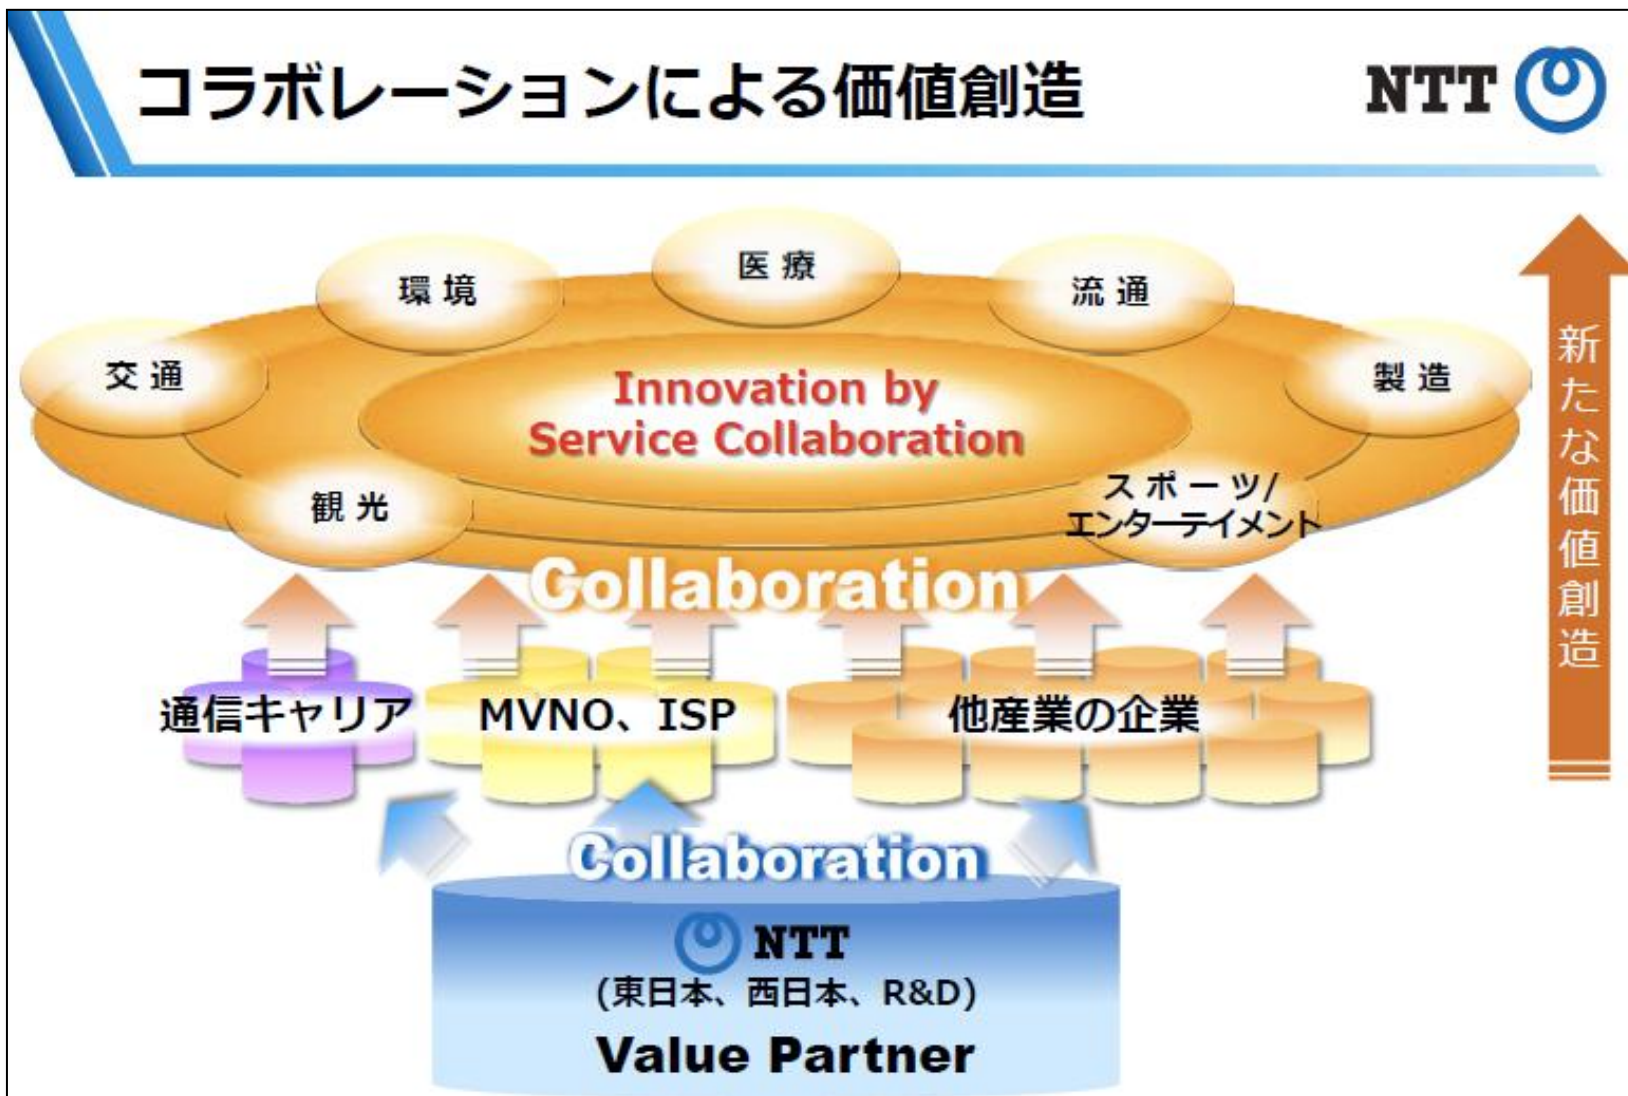 コラボレーションによる価値創造
NTT
医療
環境
流通
交通
製造
Innovation by
Service Collaboration
観光
スポーツ/
エンターテイメント
新たな価値創造
Collaboration
通信キャリア
MVNO、ISP
他産業の企業
Collaboration
NTT
(東日本、西日本、R&D)
Value Partner